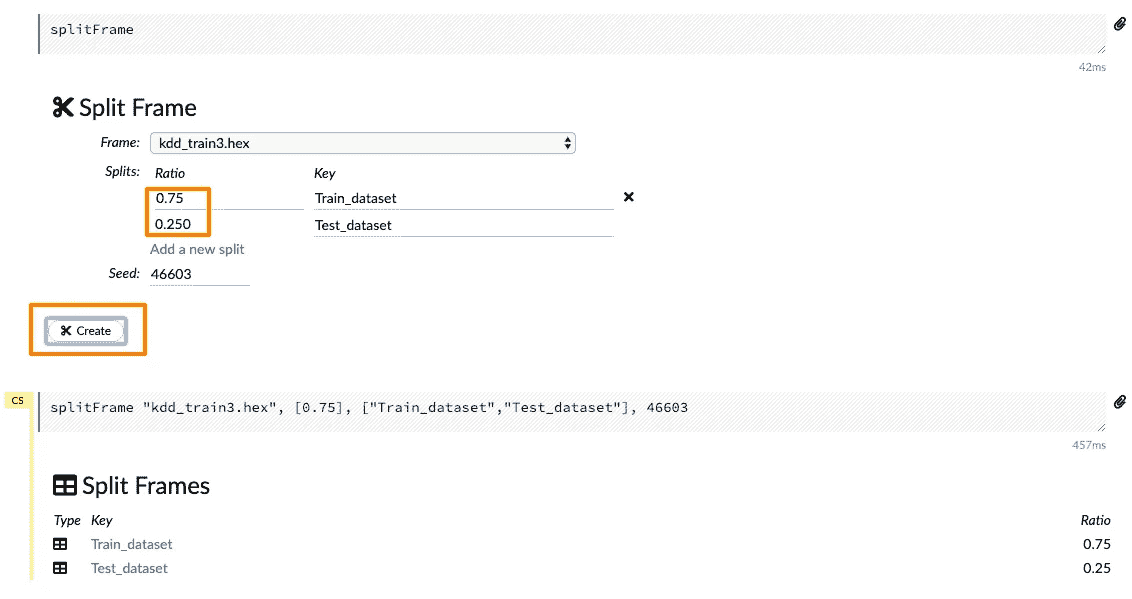 splitFrame
42ms
Split Frame
Frame: kdd_train3.hex
Splits: Ratio Key
0.75 Train_dataset
0.250 Test_dataset
Add a new split
Seed: 46603
Create
CS
splitFrame "kdd_train3.hex", [0.75], ["Train_dataset","Test_dataset"], 46603
457ms
Split Frames
Type Key Ratio
Train_dataset 0.75
Test_dataset 0.25